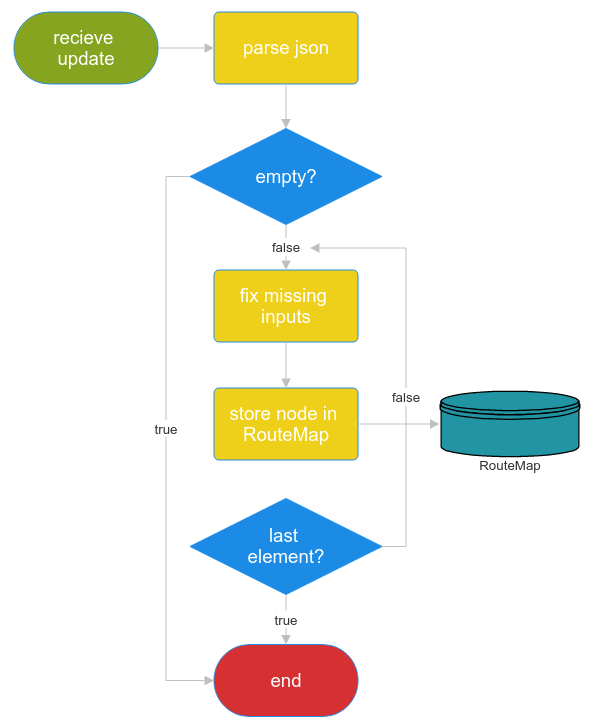 recieve
update
parse json
empty?
false
fix missing
inputs
store node in
RouteMap
false
true
RouteMap
last
element?
true
end